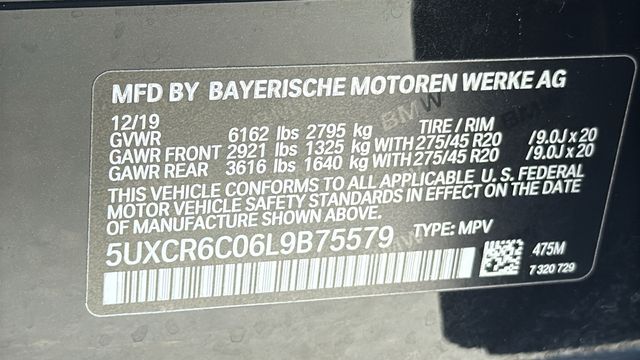 MFD BY BAYERISCHE MOTOREN WERKE AG
12/19 TIRE / RIM
GVWR 6162 lbs 2795 kg
GAWR FRONT 2921 lbs 1325 kg WITH 275/45 R20 /9.0J x 20
GAWR REAR 3616 lbs 1640 kg WITH 275/45 R20 /9.0J x 20
THIS VEHICLE CONFORMS TO ALL APPLICABLE U. S. FEDERAL
MOTOR VEHICLE SAFETY STANDARDS IN EFFECT ON THE DATE
OF MANUFACTURE SHOWN ABOVE.
5UXCR6C06L9B75579 TYPE: MPV
475M
7 320 729
BMW